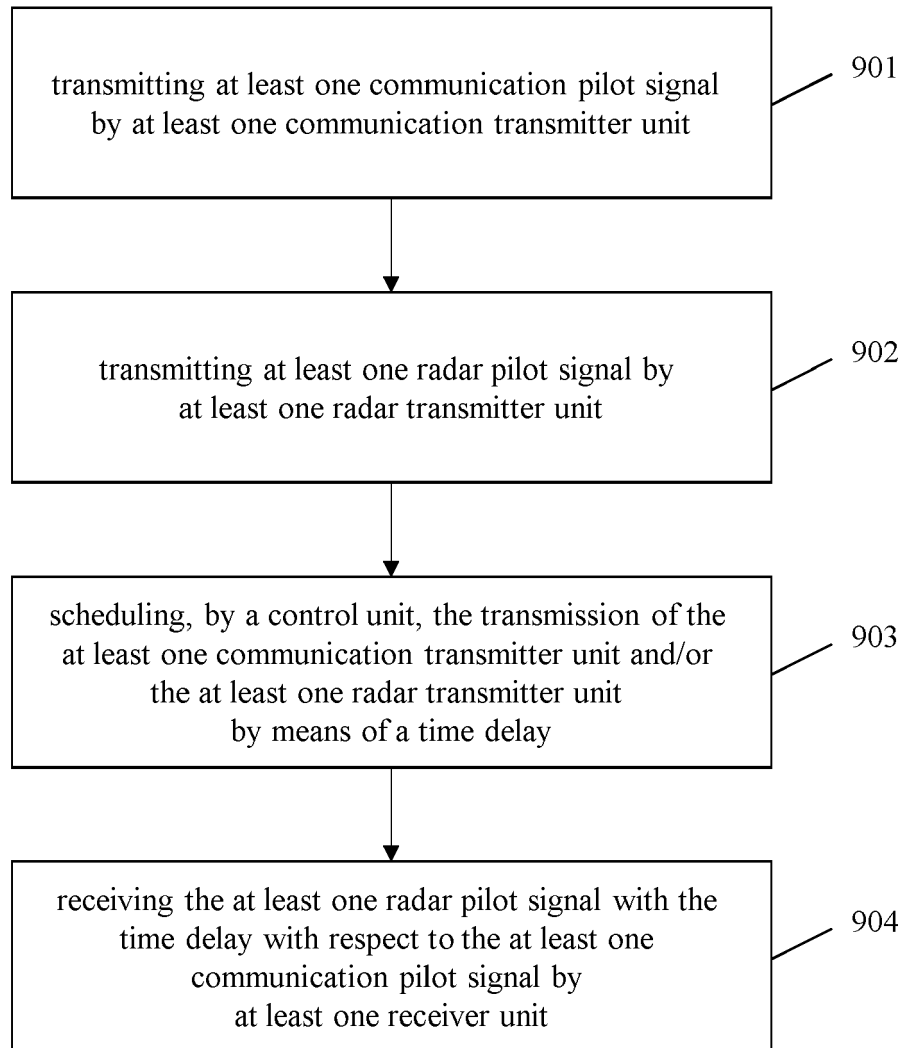 transmitting at least one communication pilot signal
by at least one communication transmitter unit
901
transmitting at least one radar pilot signal by
at least one radar transmitter unit
902
scheduling, by a control unit, the transmission of the
at least one communication transmitter unit and/or
the at least one radar transmitter unit
by means of a time delay
903
receiving the at least one radar pilot signal with the
time delay with respect to the at least one
communication pilot signal by
at least one receiver unit
904